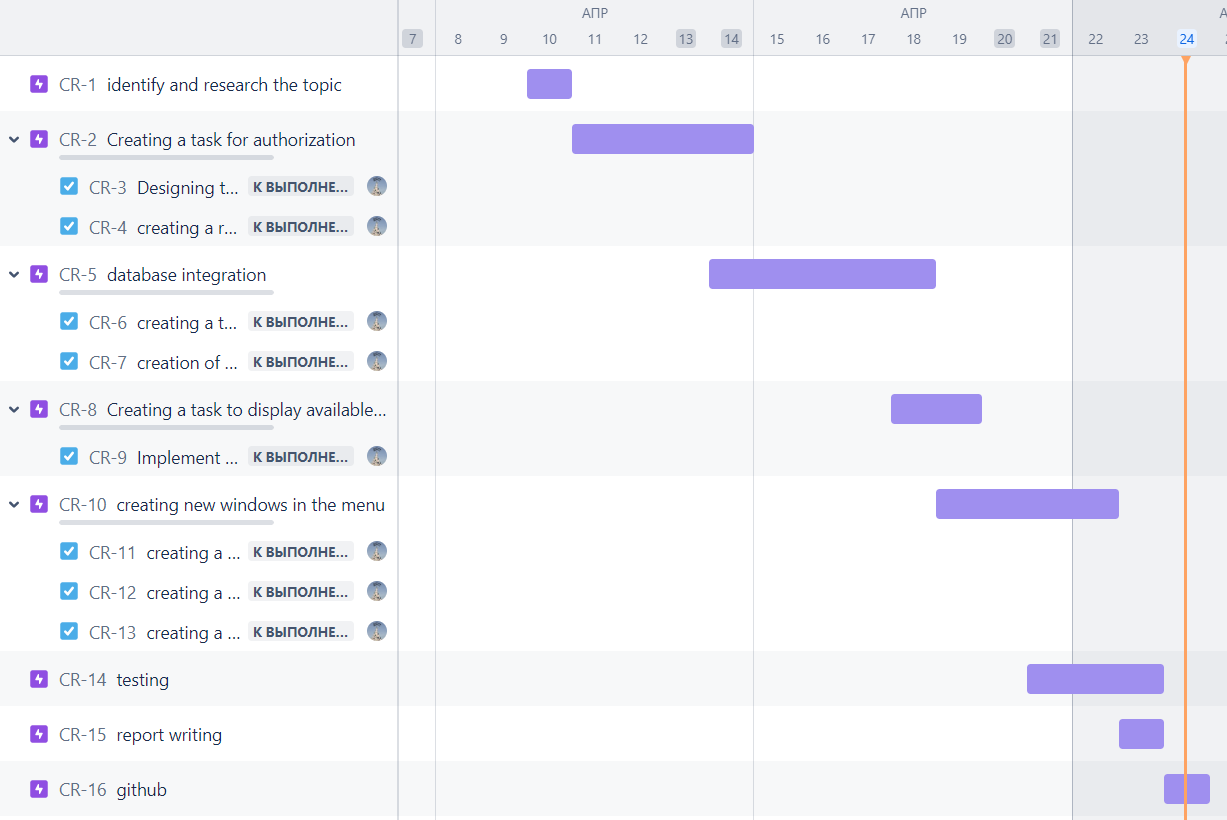 АПР АПР
7 8 9 10 11 12 13 14 15 16 17 18 19 20 21 22 23 24
CR-1 identify and research the topic
CR-2 Creating a task for authorization
CR-3 Designing t... К ВЫПОЛНЕ...
CR-4 creating a r... К ВЫПОЛНЕ...
CR-5 database integration
CR-6 creating a t... К ВЫПОЛНЕ...
CR-7 creation of ... К ВЫПОЛНЕ...
CR-8 Creating a task to display available...
CR-9 Implement ... К ВЫПОЛНЕ...
CR-10 creating new windows in the menu
CR-11 creating a ... К ВЫПОЛНЕ...
CR-12 creating a ... К ВЫПОЛНЕ...
CR-13 creating a ... К ВЫПОЛНЕ...
CR-14 testing
CR-15 report writing
CR-16 github